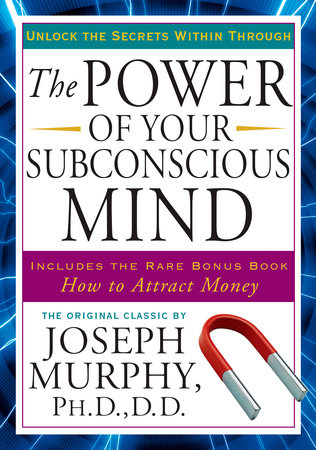 UNLOCK THE SECRETS WITHIN THROUGH
The POWER
OF YOUR
SUBCONSCIOUS
MIND
INCLUDES THE RARE BONUS BOOK
How to Attract Money
THE ORIGINAL CLASSIC BY
JOSEPH
MURPHY,
PH.D., D.D.